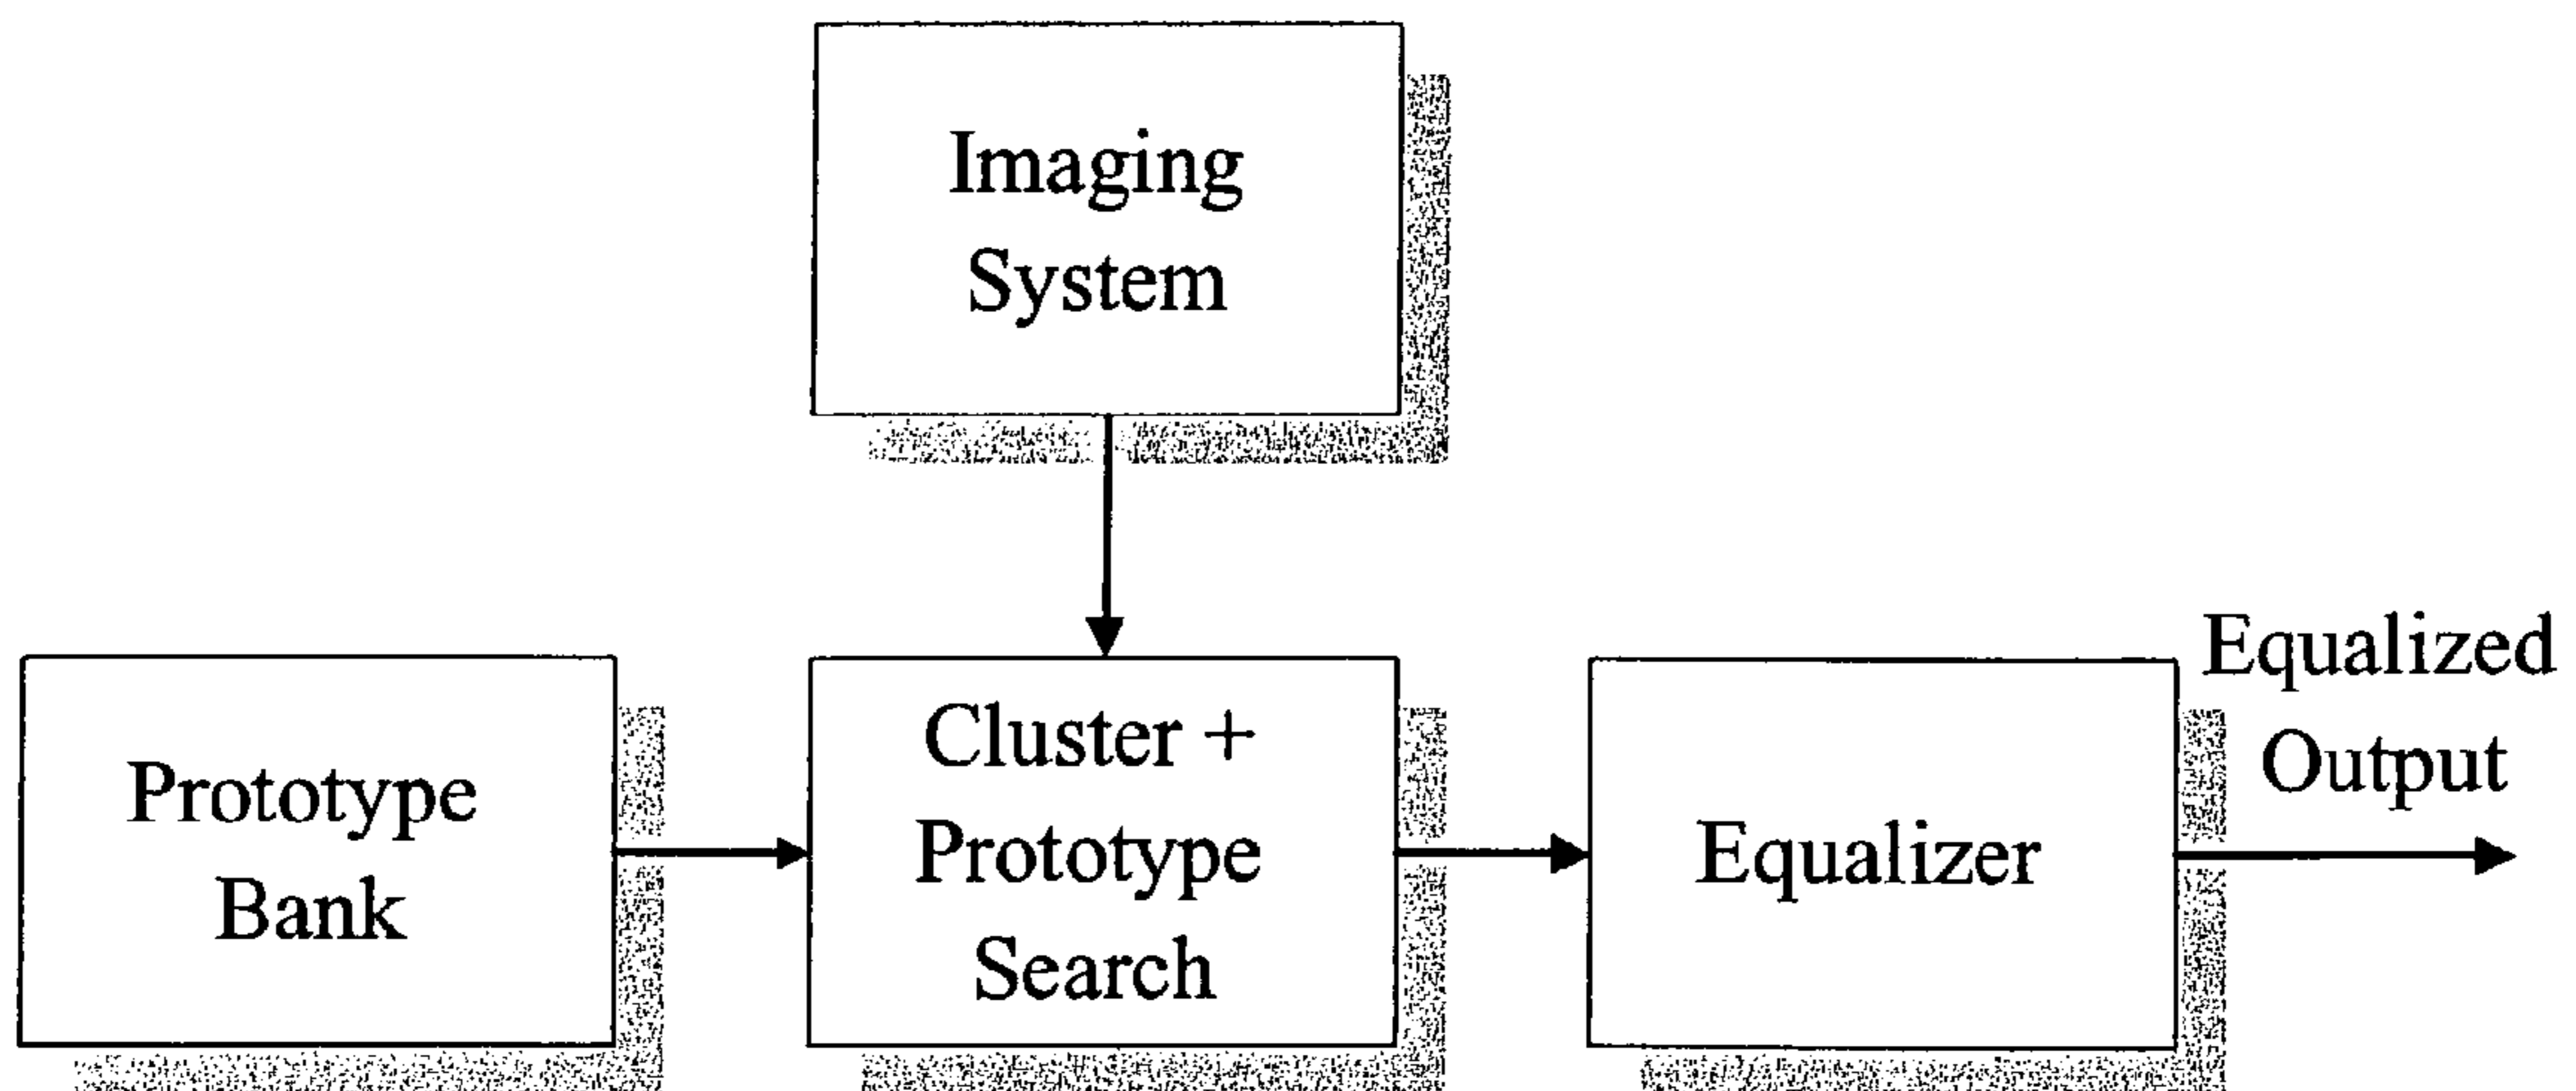 Imaging
System
Prototype
Bank
Cluster +
Prototype
Search
Equalizer
Equalized
Output